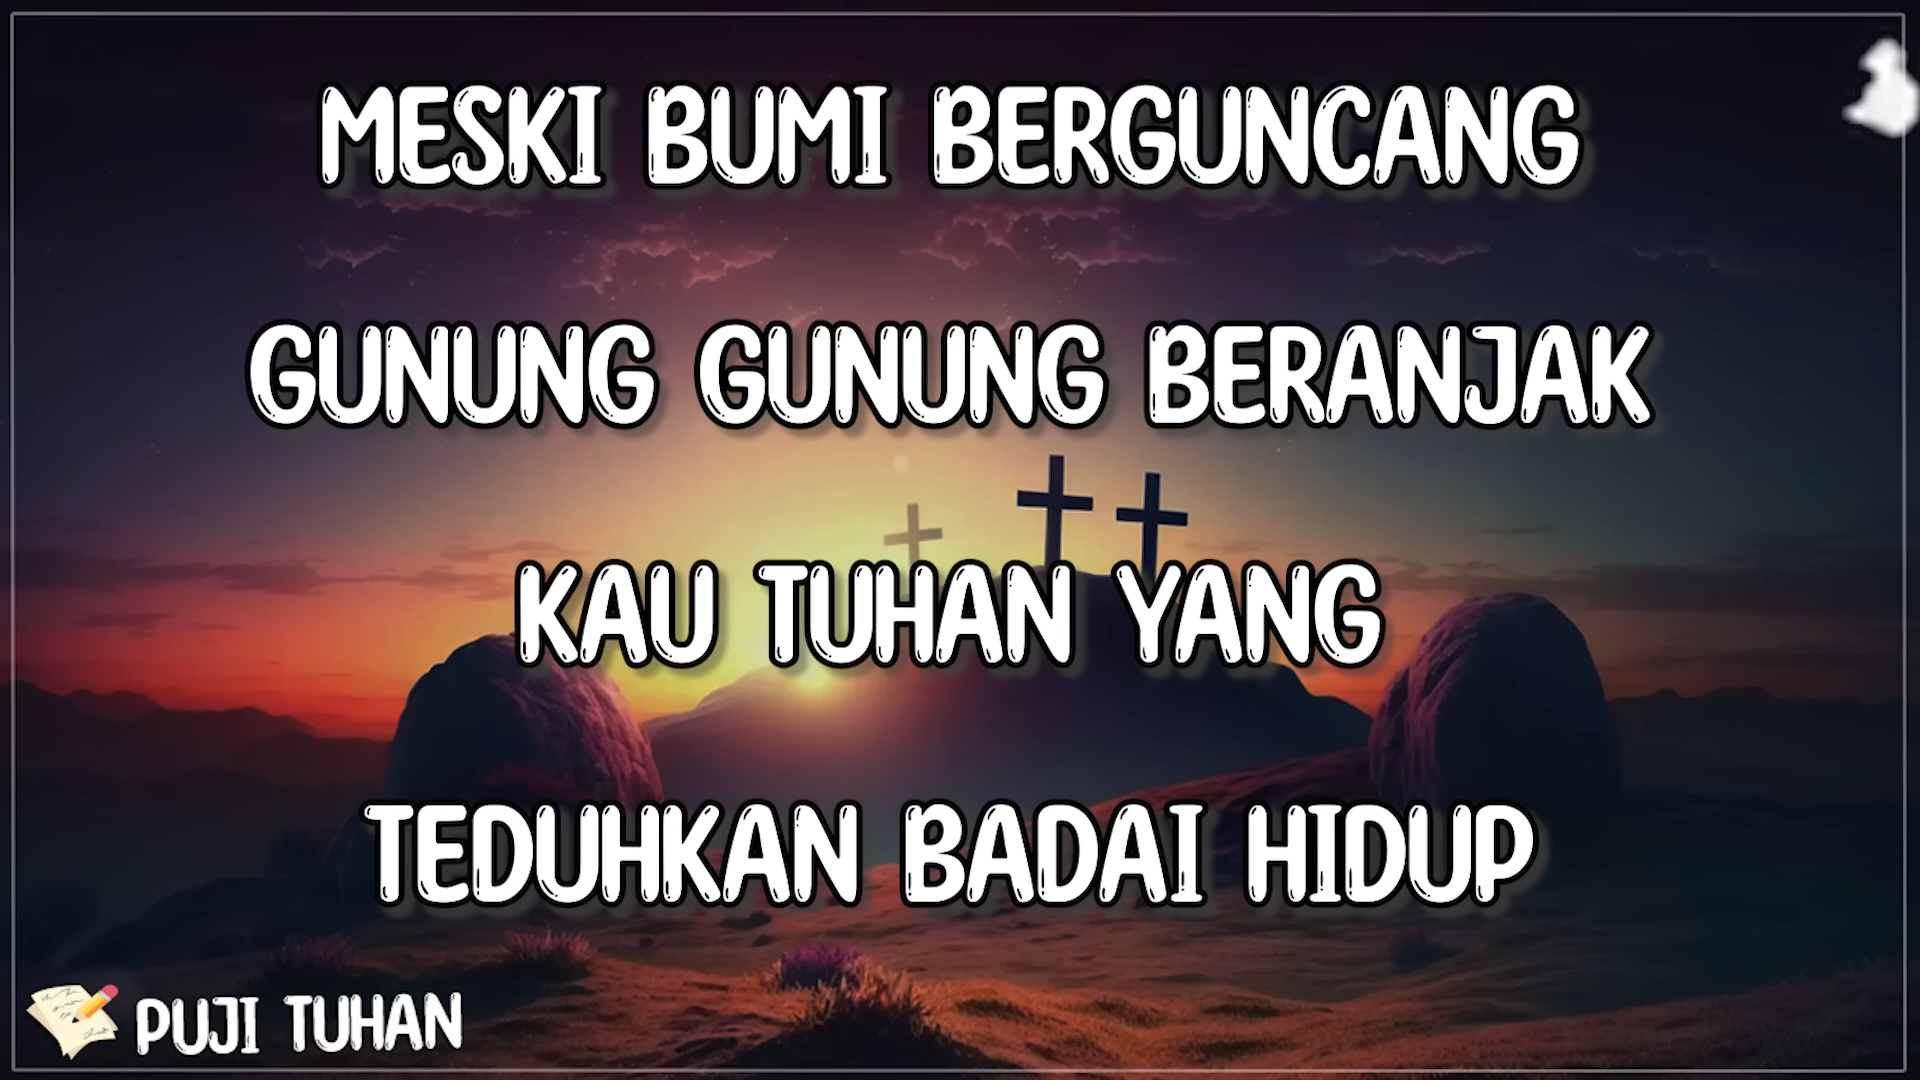 MESKI BUMI BERGUNCANG
GUNUNG GUNUNG BERANJAK
KAU TUHAN YANG
TEDUHKAN BADAI HIDUP
PUJI TUHAN